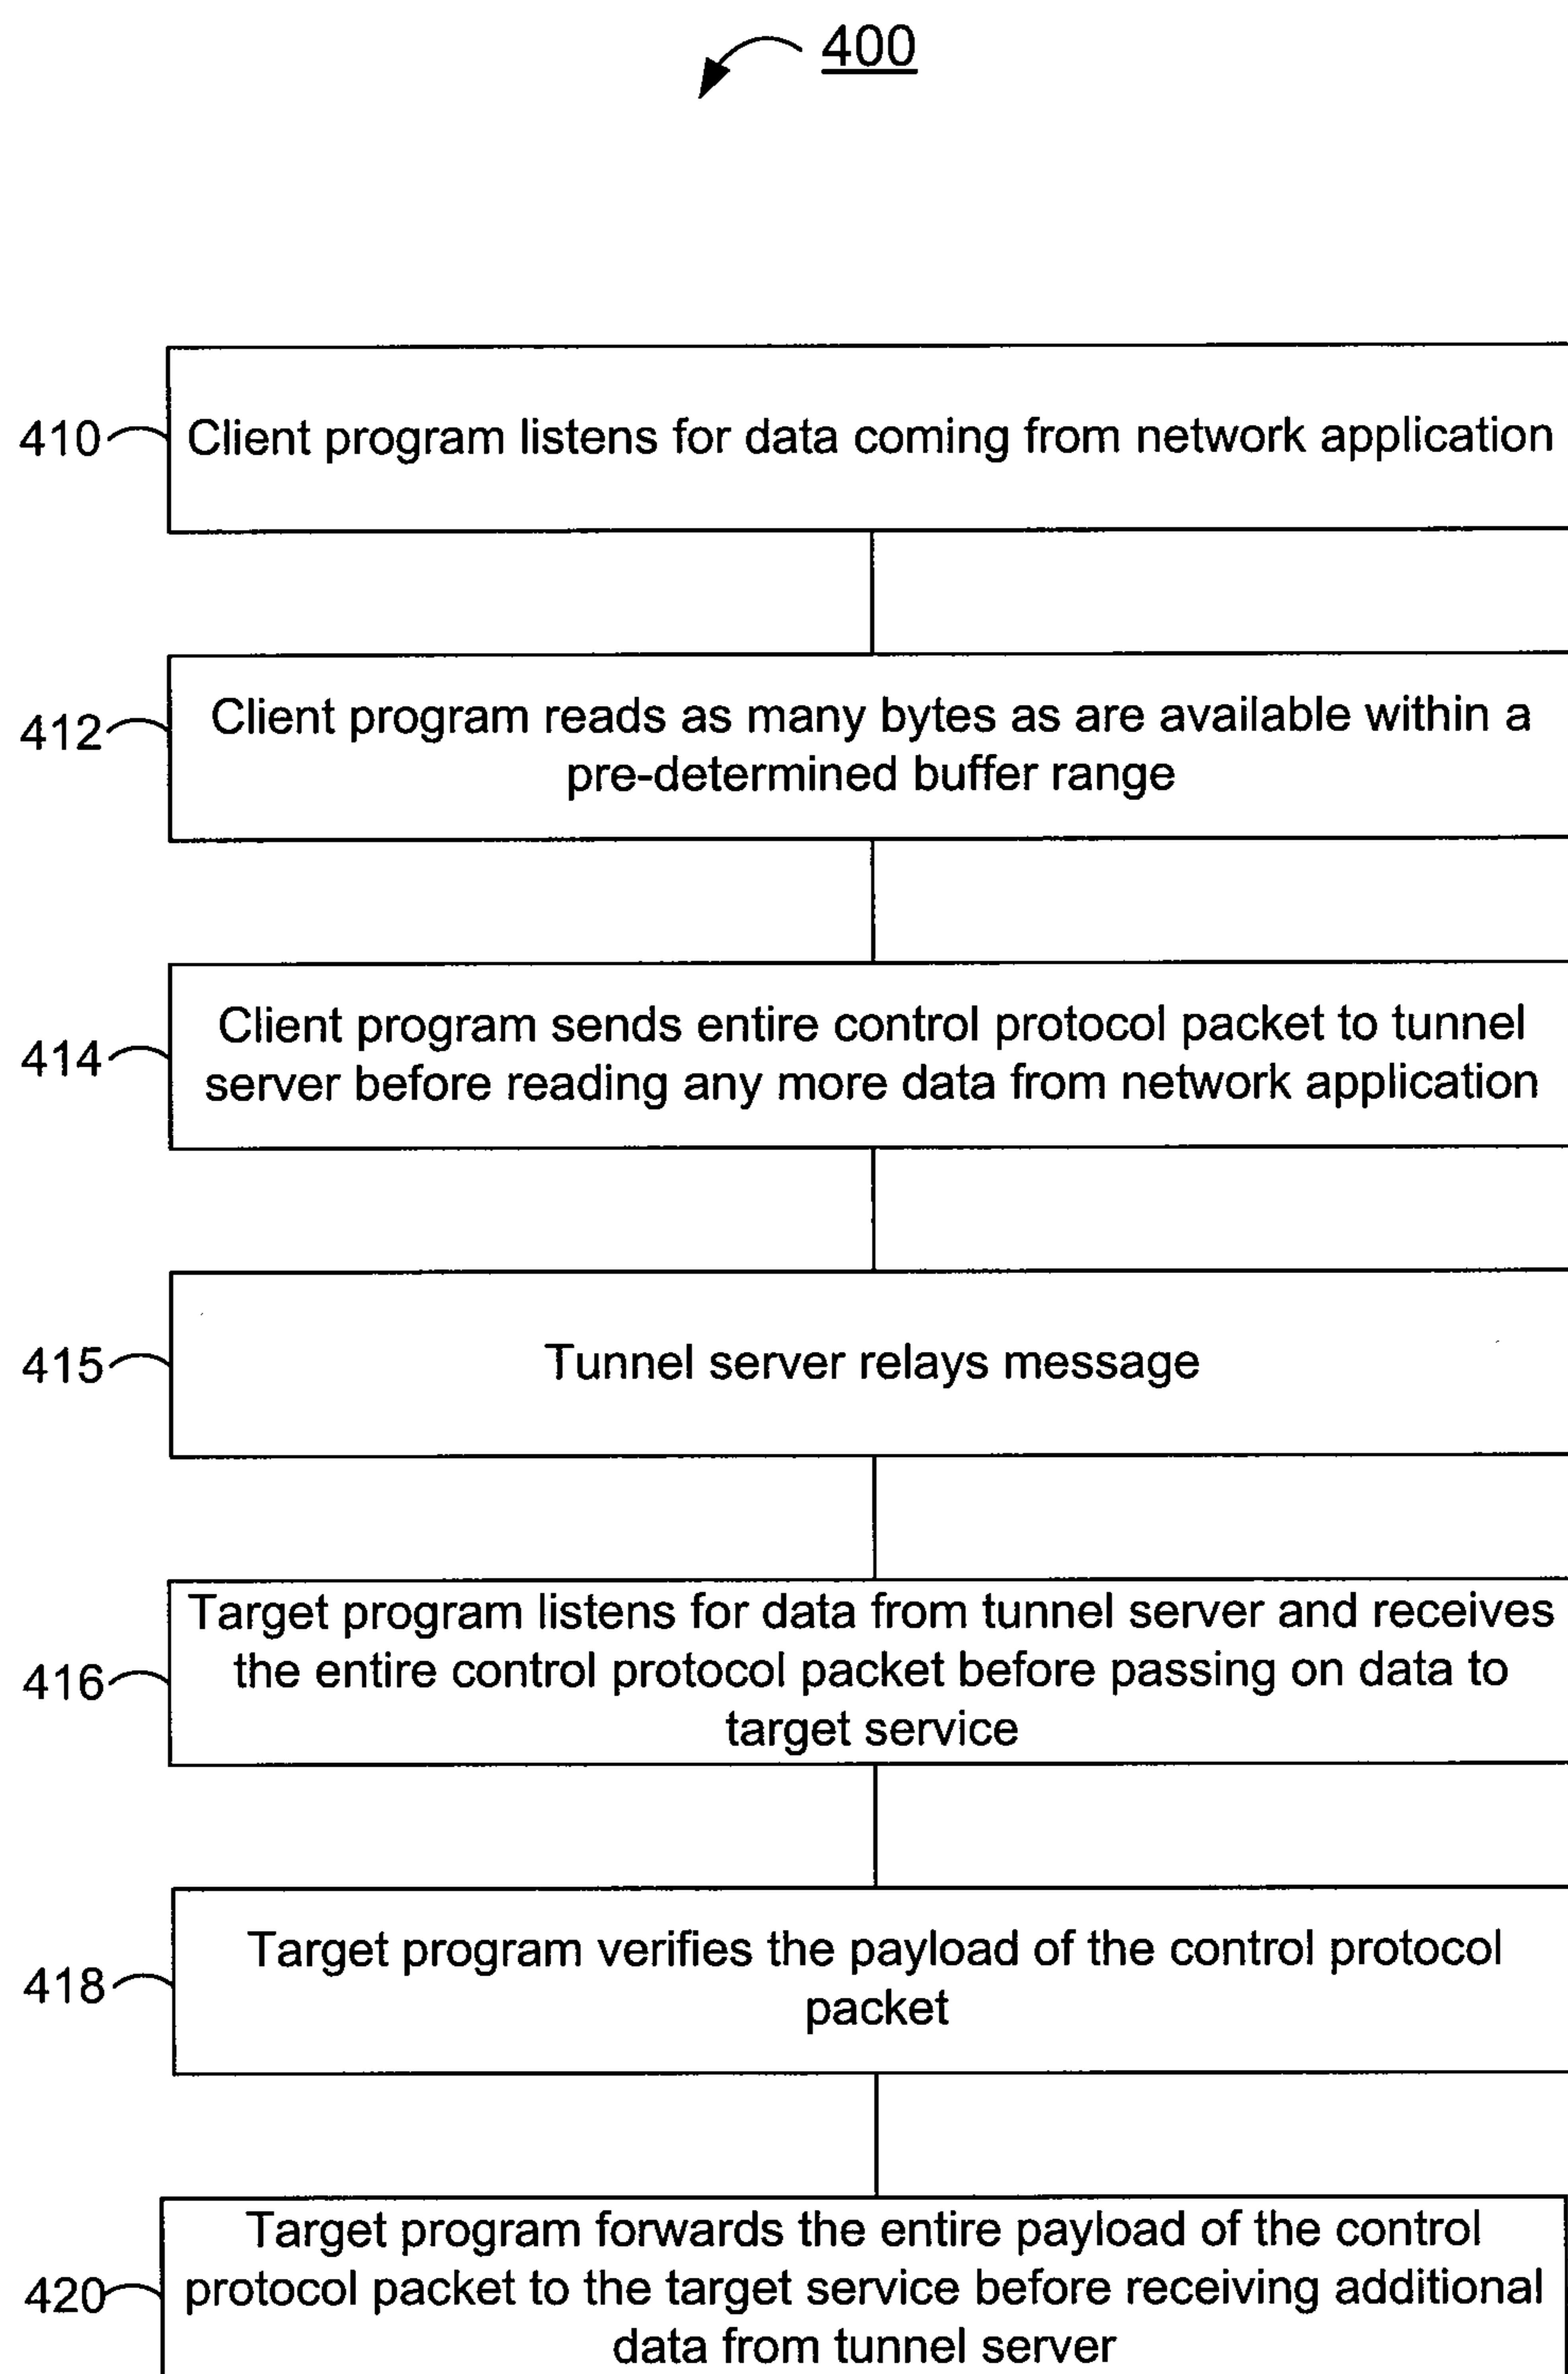 400
410
Client program listens for data coming from network application
412
Client program reads as many bytes as are available within a
pre-determined buffer range
414
Client program sends entire control protocol packet to tunnel
server before reading any more data from network application
415
Tunnel server relays message
416
Target program listens for data from tunnel server and receives
the entire control protocol packet before passing on data to
target service
418
Target program verifies the payload of the control protocol
packet
420
Target program forwards the entire payload of the control
protocol packet to the target service before receiving additional
data from tunnel server